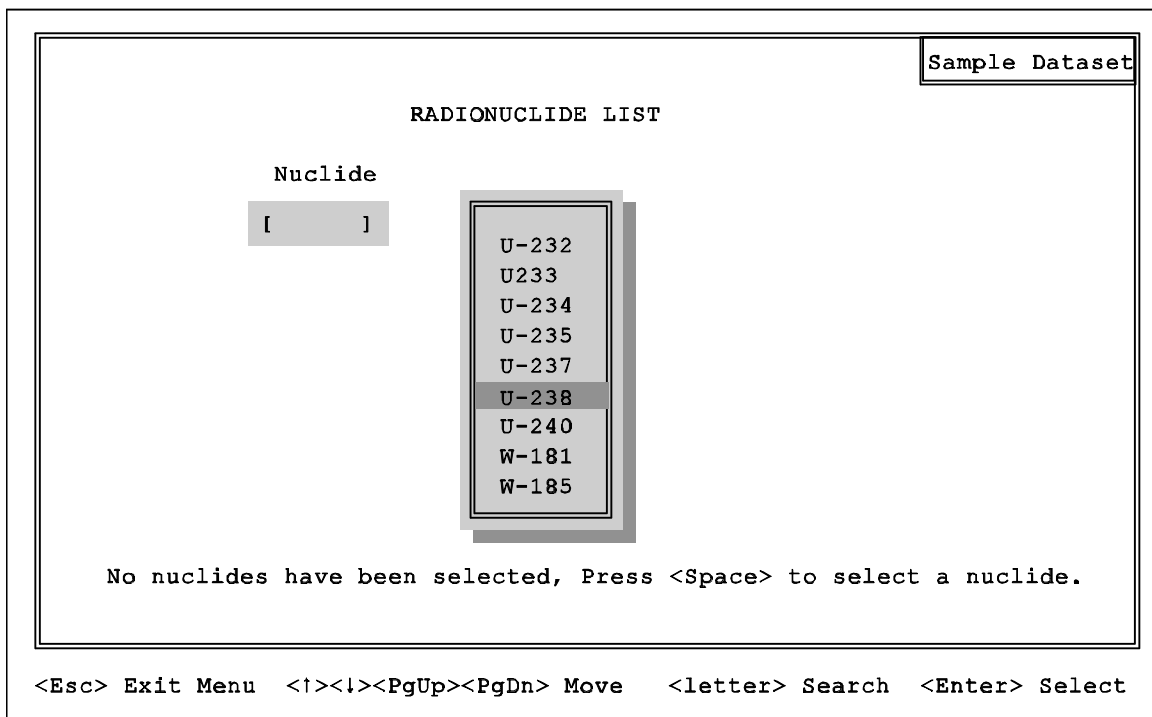 Sample Dataset
RADIONUCLIDE LIST
Nuclide
[ ]
U-232
U233
U-234
U-235
U-237
U-238
U-240
W-181
W-185
No nuclides have been selected, Press <Space> to select a nuclide.
<Esc> Exit Menu <↑><↓><PgUp><PgDn> Move <letter> Search <Enter> Select